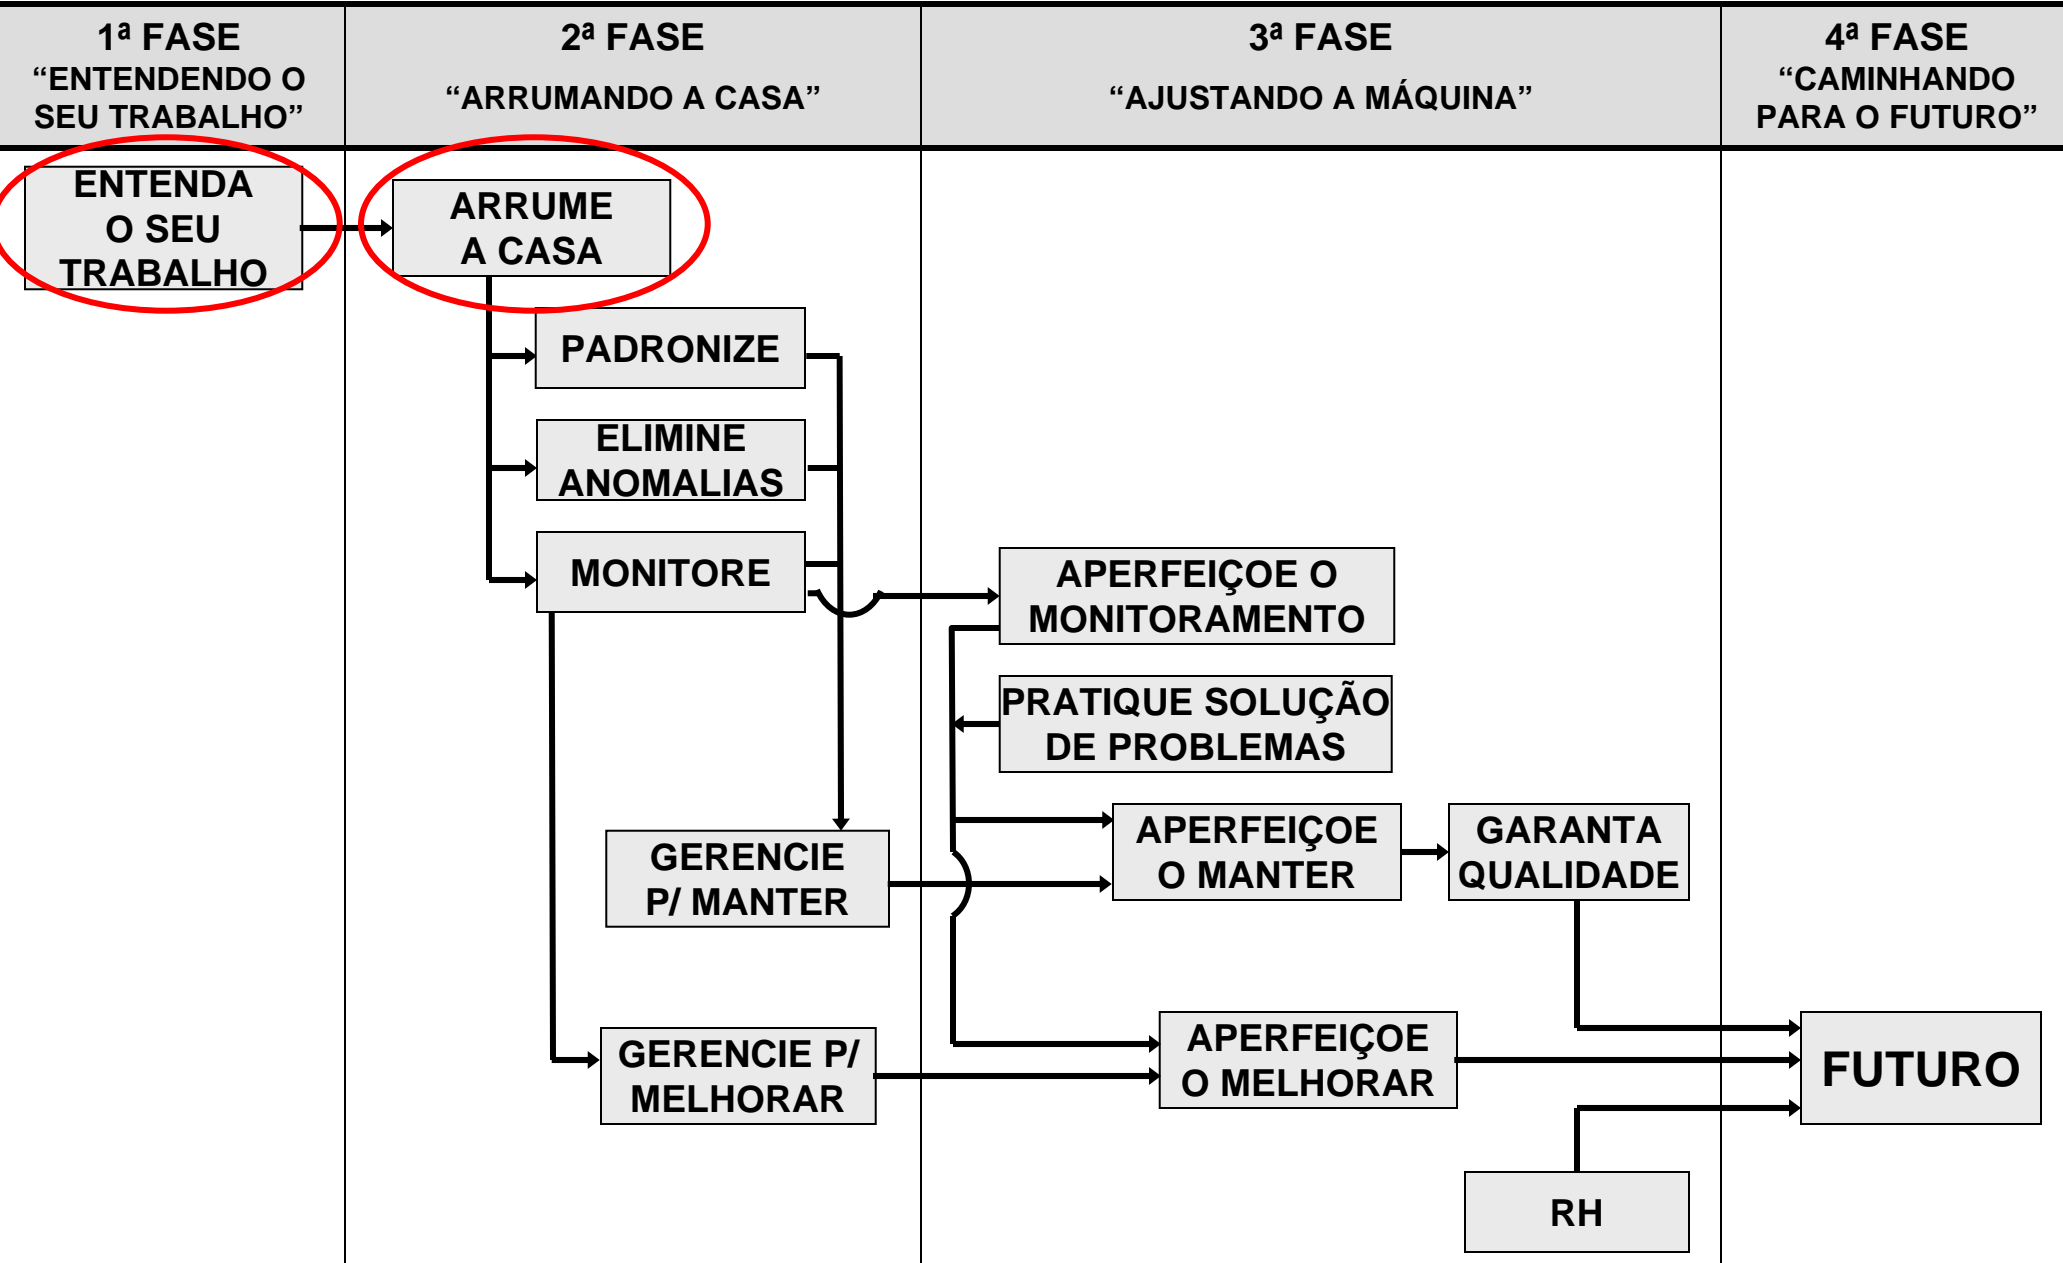 1ª FASE
“ENTENDENDO O
SEU TRABALHO”
2ª FASE
“ARRUMANDO A CASA”
3ª FASE
“AJUSTANDO A MÁQUINA”
4ª FASE
“CAMINHANDO
PARA O FUTURO”
ENTENDA
O SEU
TRABALHO
ARRUME
A CASA
PADRONIZE
ELIMINE
ANOMALIAS
MONITORE
APERFEIÇOE O
MONITORAMENTO
PRATIQUE SOLUÇÃO
DE PROBLEMAS
GERENCIE
P/ MANTER
APERFEIÇOE
O MANTER
GARANTA
QUALIDADE
GERENCIE P/
MELHORAR
APERFEIÇOE
O MELHORAR
FUTURO
RH